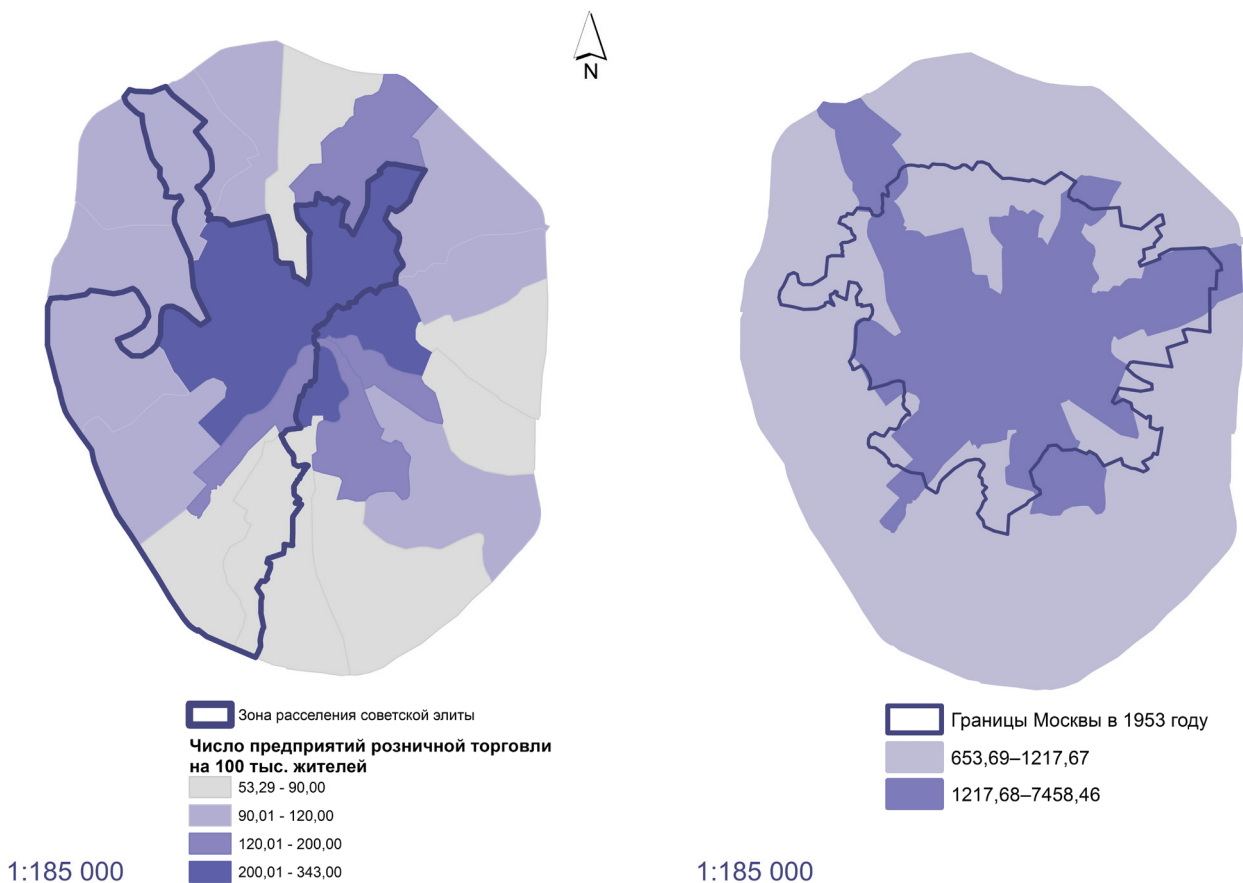 N
Зона расселения советской элиты
Число предприятий розничной торговли
на 100 тыс. жителей
53,29 - 90,00
90,01 - 120,00
120,01 - 200,00
200,01 - 343,00
1:185 000
Границы Москвы в 1953 году
653,69–1217,67
1217,68–7458,46
1:185 000